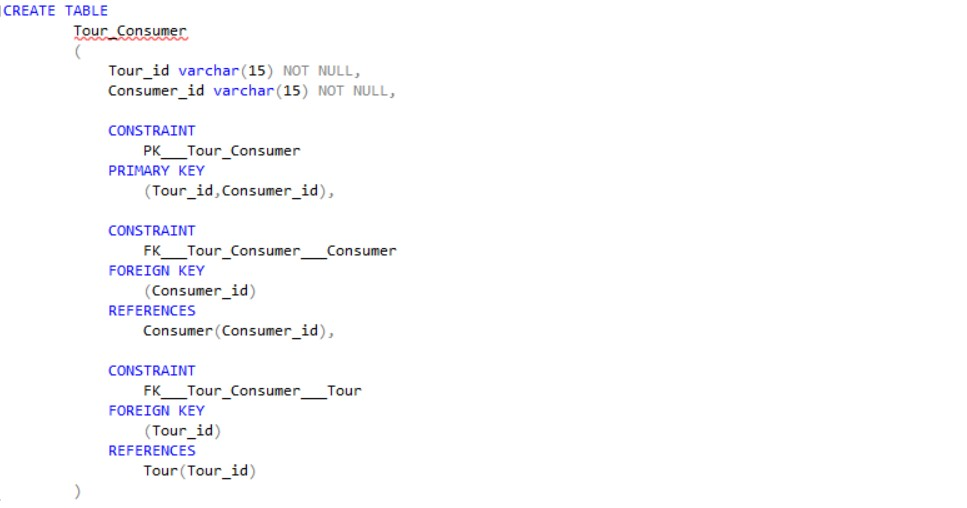 CREATE TABLE
Tour_Consumer
(
Tour_id varchar(15) NOT NULL,
Consumer_id varchar(15) NOT NULL,
CONSTRAINT
PK___Tour_Consumer
PRIMARY KEY
(Tour_id,Consumer_id),
CONSTRAINT
FK___Tour_Consumer___Consumer
FOREIGN KEY
(Consumer_id)
REFERENCES
Consumer(Consumer_id),
CONSTRAINT
FK___Tour_Consumer___Tour
FOREIGN KEY
(Tour_id)
REFERENCES
Tour(Tour_id)
)